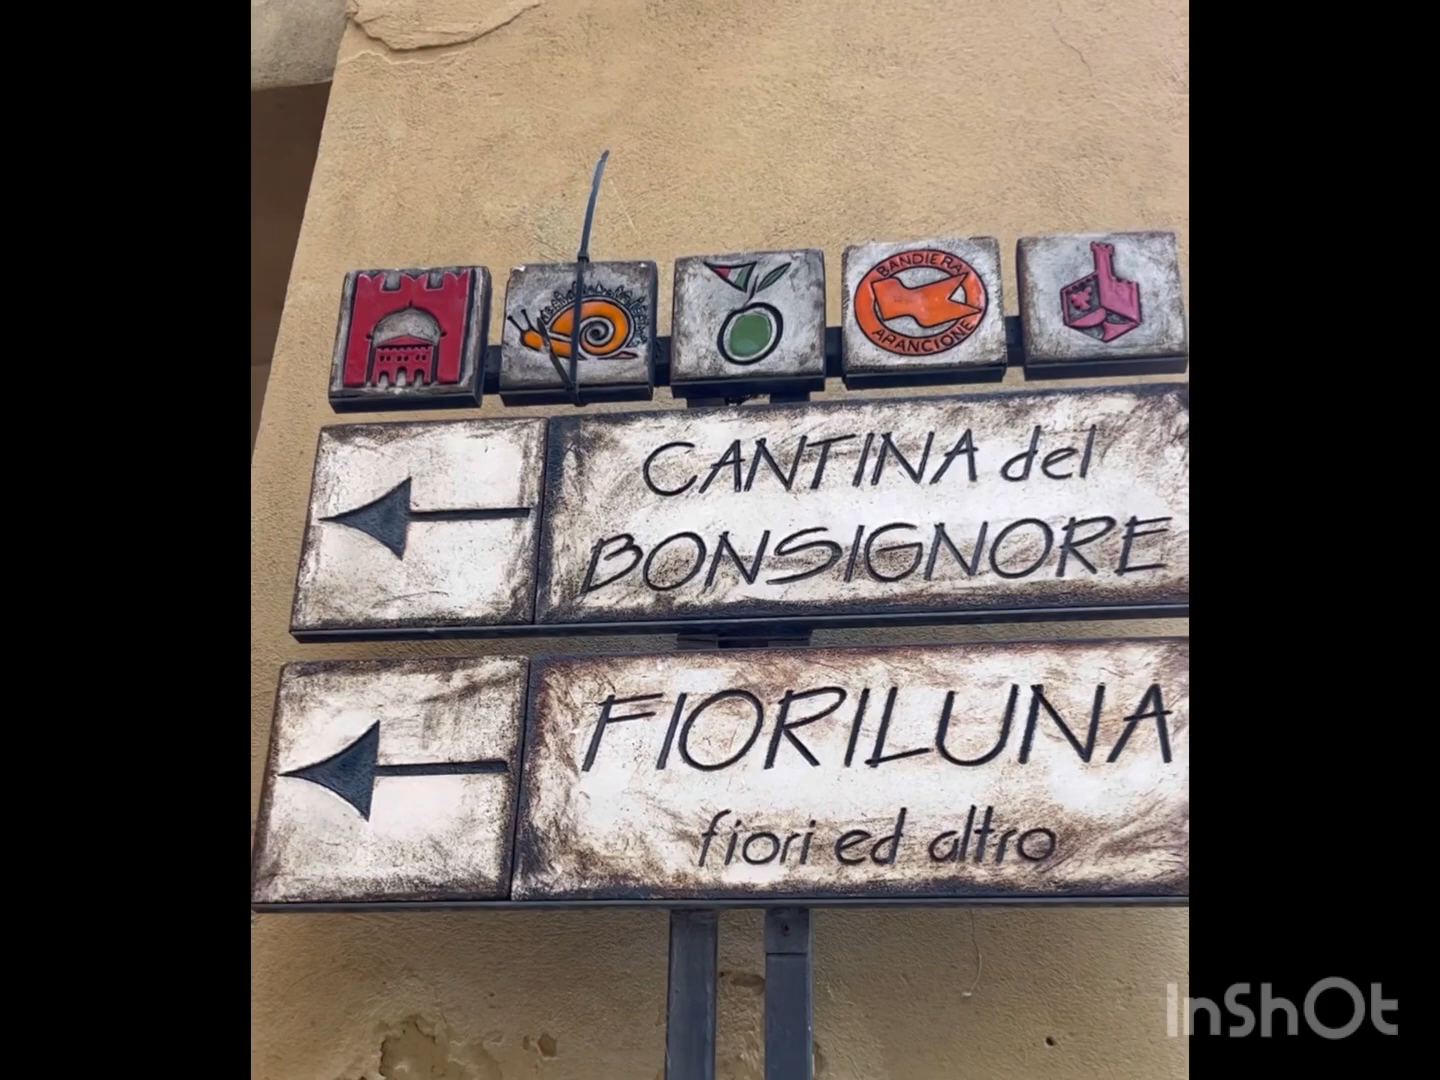 BANDIERA
ARANCIONE
CANTINA del
BONSIGNORE
FIORILUNA
fiori ed altro
InShOt